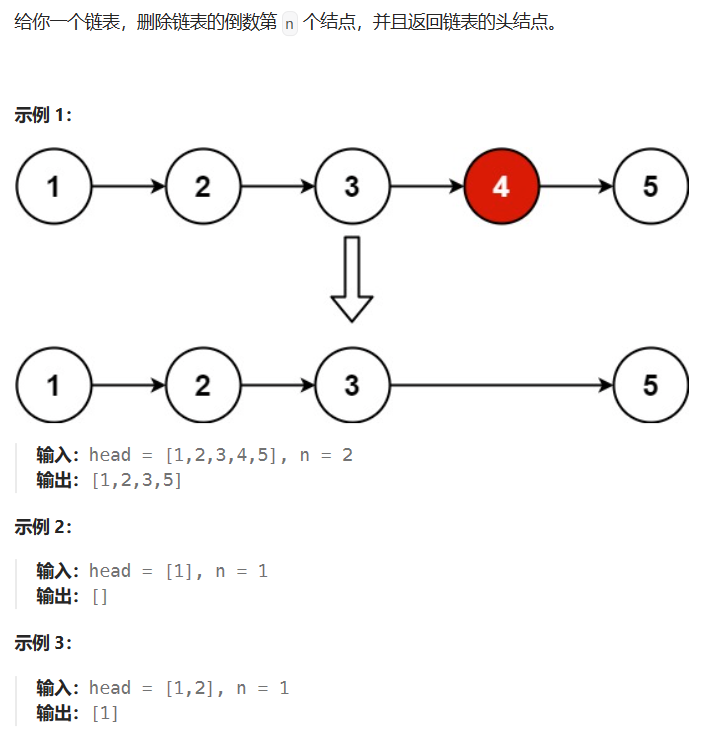 给你一个链表，删除链表的倒数第 n 个结点，并且返回链表的头结点。
示例 1：
1 2 3 4 5
1 2 3 5
输入：head = [1,2,3,4,5], n = 2
输出：[1,2,3,5]
示例 2：
输入：head = [1], n = 1
输出：[]
示例 3：
输入：head = [1,2], n = 1
输出：[1]